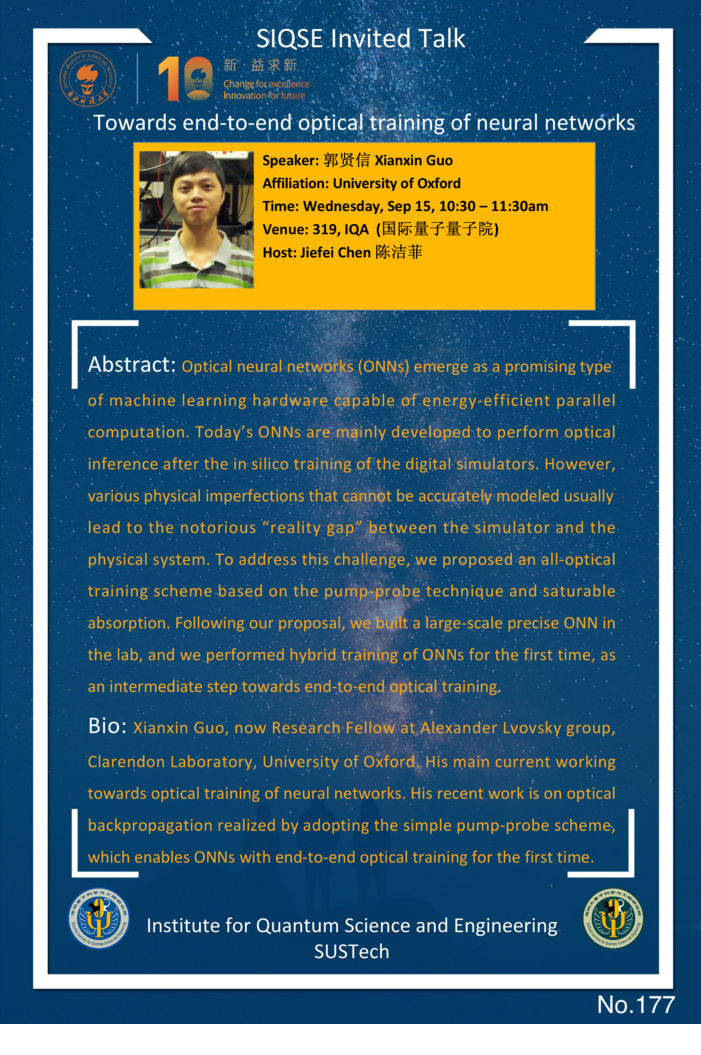 SIQSE Invited Talk
新·益求新
Change for excellence
Innovation for future
Towards end-to-end optical training of neural networks
Speaker: 郭贤信 Xianxin Guo
Affiliation: University of Oxford
Time: Wednesday, Sep 15, 10:30 – 11:30am
Venue: 319, IQA (国际量子量子院)
Host: Jiefei Chen 陈洁菲
Abstract: Optical neural networks (ONNs) emerge as a promising type
of machine learning hardware capable of energy-efficient parallel
computation. Today's ONNs are mainly developed to perform optical
inference after the in silico training of the digital simulators. However,
various physical imperfections that cannot be accurately modeled usually
lead to the notorious “reality gap” between the simulator and the
physical system. To address this challenge, we proposed an all-optical
training scheme based on the pump-probe technique and saturable
absorption. Following our proposal, we built a large-scale precise ONN in
the lab, and we performed hybrid training of ONNs for the first time, as
an intermediate step towards end-to-end optical training.
Bio: Xianxin Guo, now Research Fellow at Alexander Lvovsky group,
Clarendon Laboratory, University of Oxford. His main current working
towards optical training of neural networks. His recent work is on optical
backpropagation realized by adopting the simple pump-probe scheme,
which enables ONNs with end-to-end optical training for the first time.
Institute for Quantum Science and Engineering
SUSTech
No.177